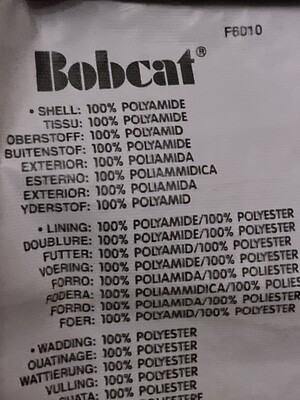 F6010
Bobcat®
• SHELL: 100% POLYAMIDE
TISSU: 100% POLYAMIDE
OBERSTOFF: 100% POLYAMID
BUITENSTOF: 100% POLYAMIDE
EXTERIOR: 100% POLIAMIDA
ESTERNO: 100% POLIAMMIDICA
EXTERIOR: 100% POLIAMIDA
YDERSTOF: 100% POLYAMID
• LINING: 100% POLYAMIDE/100% POLYESTER
DOUBLURE: 100% POLYAMIDE/100% POLYESTER
FUTTER: 100% POLYAMID/100% POLYESTER
VOERING: 100% POLYAMIDE/100% POLYESTER
FORRO: 100% POLIAMIDA/100% POLIESTER
FODERA: 100% POLIAMMIDICA/100% POLIES
FORRO: 100% POLIAMIDA/100% POLIESTER
FOER: 100% POLYAMID/100% POLYESTER
• WADDING: 100% POLYESTER
OUATINAGE: 100% POLYESTER
WATTIERUNG: 100% POLYESTER
VULLING: 100% POLYESTER